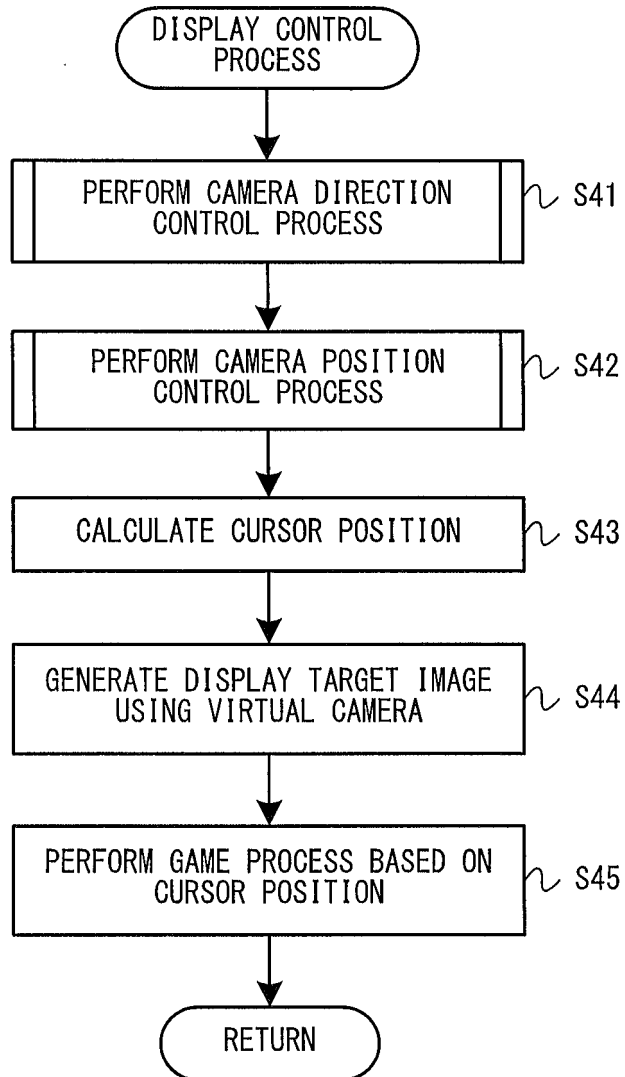 DISPLAY CONTROL
PROCESS
PERFORM CAMERA DIRECTION
CONTROL PROCESS
S41
PERFORM CAMERA POSITION
CONTROL PROCESS
S42
CALCULATE CURSOR POSITION
S43
GENERATE DISPLAY TARGET IMAGE
USING VIRTUAL CAMERA
S44
PERFORM GAME PROCESS BASED ON
CURSOR POSITION
S45
RETURN